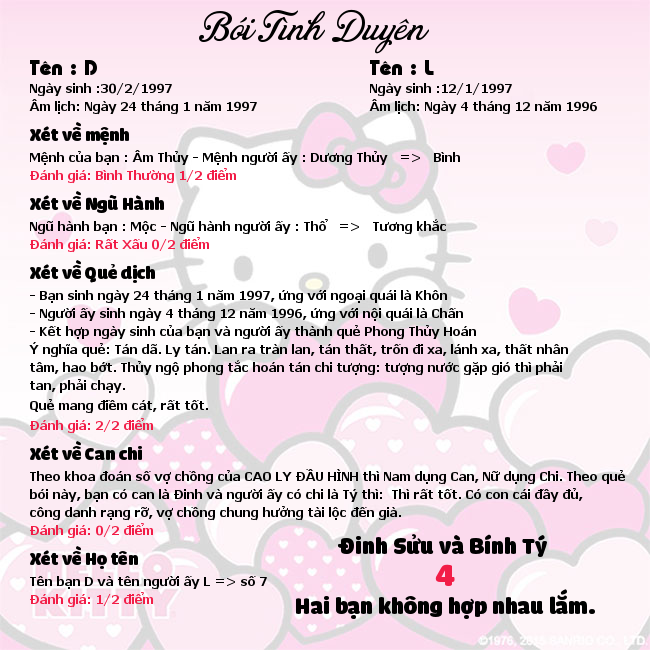 Bói Tình Duyên
Tên : D
Ngày sinh :30/2/1997
Âm lịch: Ngày 24 tháng 1 năm 1997
Tên : L
Ngày sinh :12/1/1997
Âm lịch: Ngày 4 tháng 12 năm 1996
Xét về mệnh
Mệnh của bạn : Âm Thủy - Mệnh người ấy : Dương Thủy => Bình
Đánh giá: Bình Thường 1/2 điểm
Xét về Ngũ Hành
Ngũ hành bạn : Mộc - Ngũ hành người ấy : Thổ => Tương khắc
Đánh giá: Rất Xấu 0/2 điểm
Xét về Quẻ dịch
- Bạn sinh ngày 24 tháng 1 năm 1997, ứng với ngoại quái là Khôn
- Người ấy sinh ngày 4 tháng 12 năm 1996, ứng với nội quái là Chấn
- Kết hợp ngày sinh của bạn và người ấy thành quẻ Phong Thủy Hoán
Ý nghĩa quẻ: Tán dã. Ly tán. Lan ra tràn lan, tán thất, trốn đi xa, lánh xa, thất nhân
tâm, hao bớt. Thủy ngộ phong tắc hoán tán chi tượng: tượng nước gặp gió thì phải
tan, phải chạy.
Quẻ mang điềm cát, rất tốt.
Đánh giá: 2/2 điểm
Xét về Can chi
Theo khoa đoán số vợ chồng của CAO LY ĐẦU HÌNH thì Nam dụng Can, Nữ dụng Chi. Theo quẻ
bói này, bạn có can là Đinh và người ấy có chi là Tý thì: Thì rất tốt. Có con cái đầy đủ,
công danh rạng rỡ, vợ chồng chung hưởng tài lộc đến già.
Đánh giá: 0/2 điểm
Xét về Họ tên
Tên bạn D và tên người ấy L => số 7
Đánh giá: 1/2 điểm
Đinh Sửu và Bính Tý
4
Hai bạn không hợp nhau lắm.
HELLO
KITTY